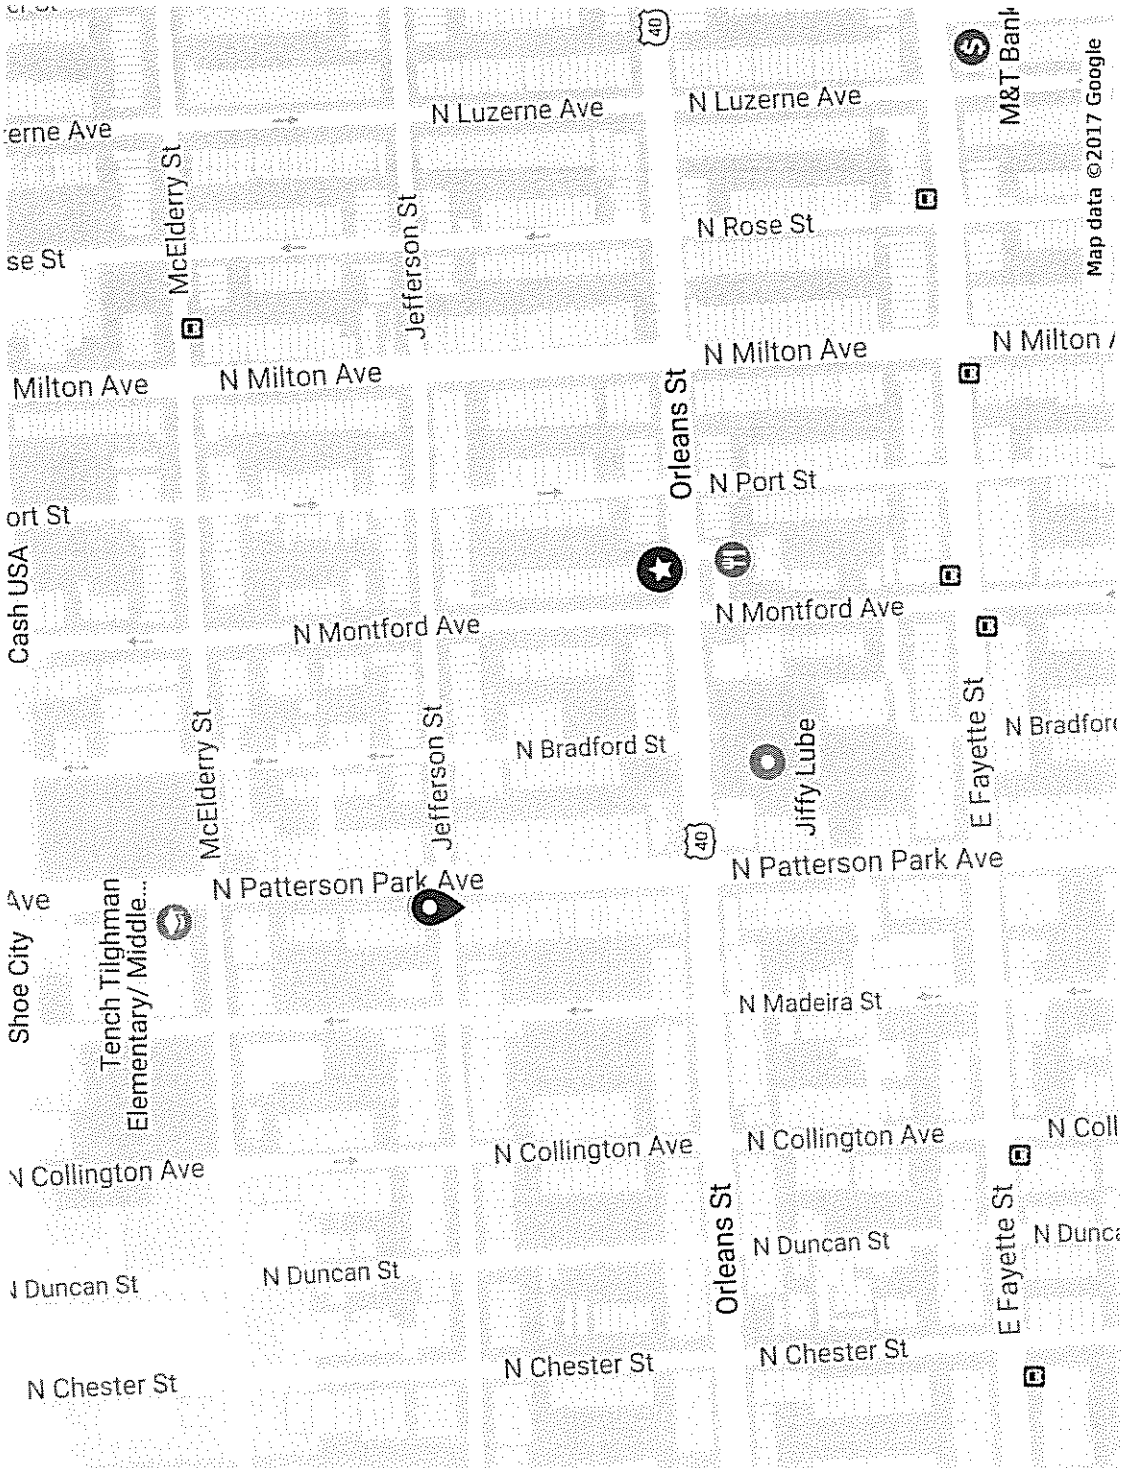 40
M&T Bank
N Luzerne Ave
N Luzerne Ave
erne Ave
Map data ©2017 Google
McElderry St
Jefferson St
N Rose St
se St
N Milton Ave
N Milton A
N Milton Ave
Milton Ave
Orleans St
N Port St
ort St
Cash USA
N Montford Ave
N Montford Ave
E Fayette St
N Bradford
N Bradford St
Jiffy Lube
McElderry St
Jefferson St
40
N Patterson Park Ave
N Patterson Park Ave
Ave
Shoe City
Tench Tilghman
Elementary/ Middle...
N Madeira St
N Coll
N Collington Ave
N Collington Ave
N Collington Ave
Orleans St
E Fayette St
N Dunca
N Duncan St
N Duncan St
N Duncan St
N Chester St
N Chester St
N Chester St